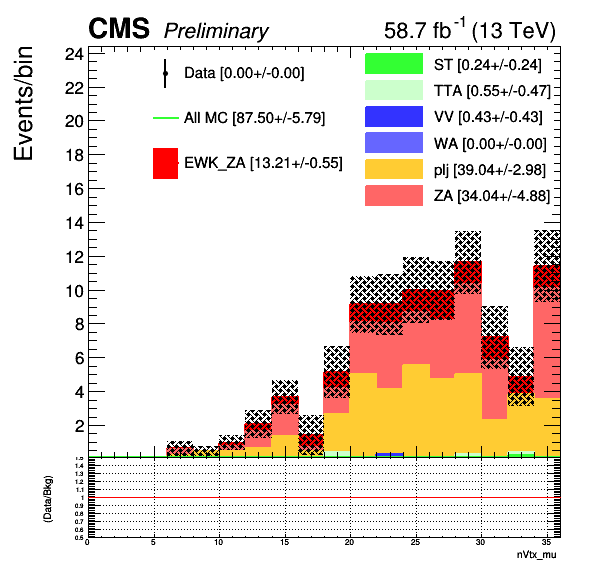 CMS Preliminary 58.7 fb⁻¹ (13 TeV)
Events/bin
24
22
20
18
16
14
12
10
8
6
4
2
Data [0.00+/-0.00]
All MC [87.50+/-5.79]
EWK_ZA [13.21+/-0.55]
ST [0.24+/-0.24]
TTA [0.55+/-0.47]
VV [0.43+/-0.43]
WA [0.00+/-0.00]
plj [39.04+/-2.98]
ZA [34.04+/-4.88]
(Data/Bkg)
1.5
1.4
1.3
1.2
1.1
1
0.9
0.8
0.7
0.6
0.5
0 5 10 15 20 25 30 35
nVtx_mu